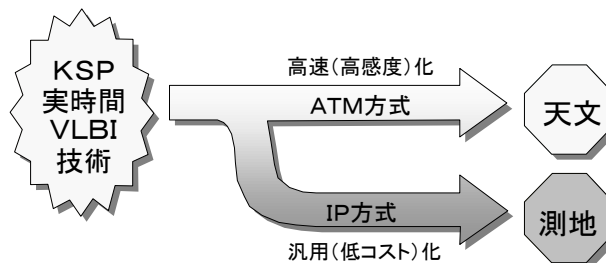 KSP
実時間
VLBI
技術
高速(高感度)化
ATM方式
天文
IP方式
測地
汎用(低コスト)化